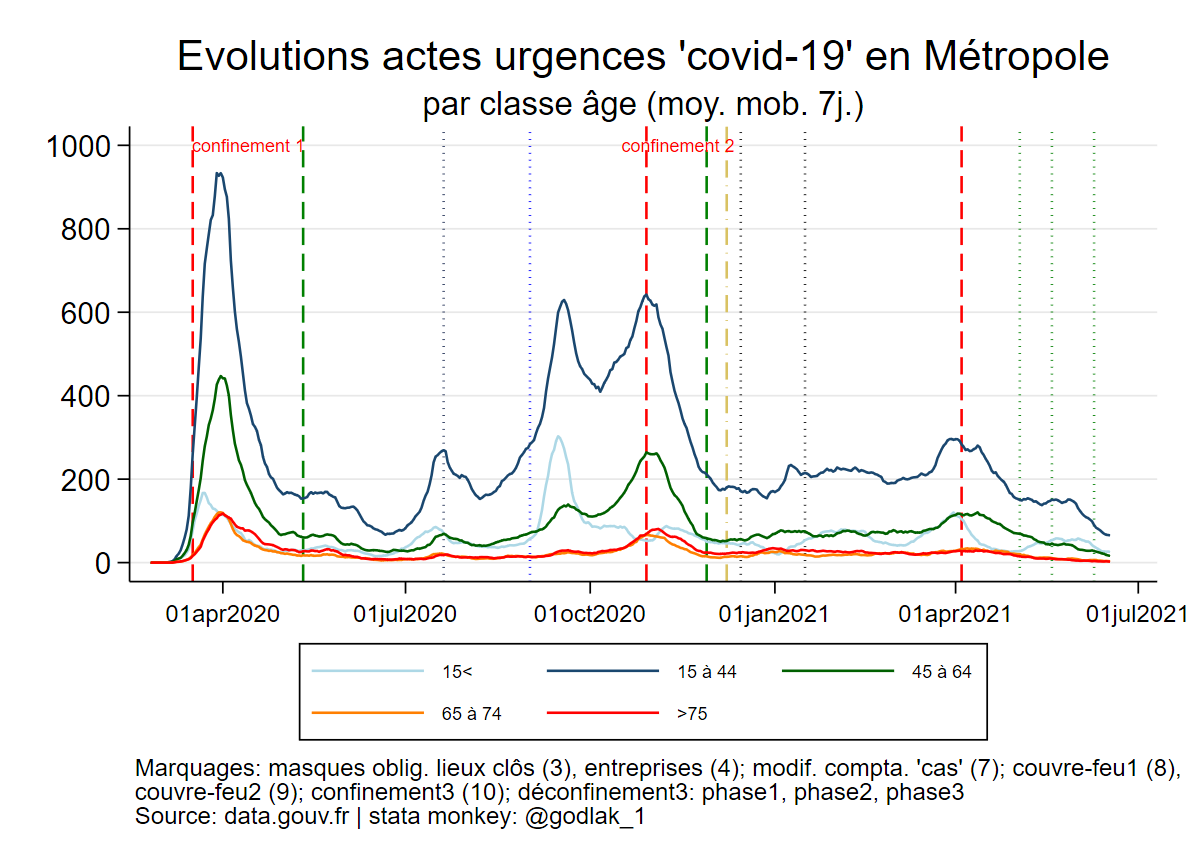 Evolutions actes urgences 'covid-19' en Métropole
par classe âge (moy. mob. 7j.)
confinement 1
confinement 2
1000
800
600
400
200
0
01apr2020
01jul2020
01oct2020
01jan2021
01apr2021
01jul2021
15<
15 à 44
45 à 64
65 à 74
>75
Marquages: masques oblig. lieux clôs (3), entreprises (4); modif. compta. 'cas' (7); couvre-feu1 (8),
couvre-feu2 (9); confinement3 (10); déconfinement3: phase1, phase2, phase3
Source: data.gouv.fr | stata monkey: @godlak_1